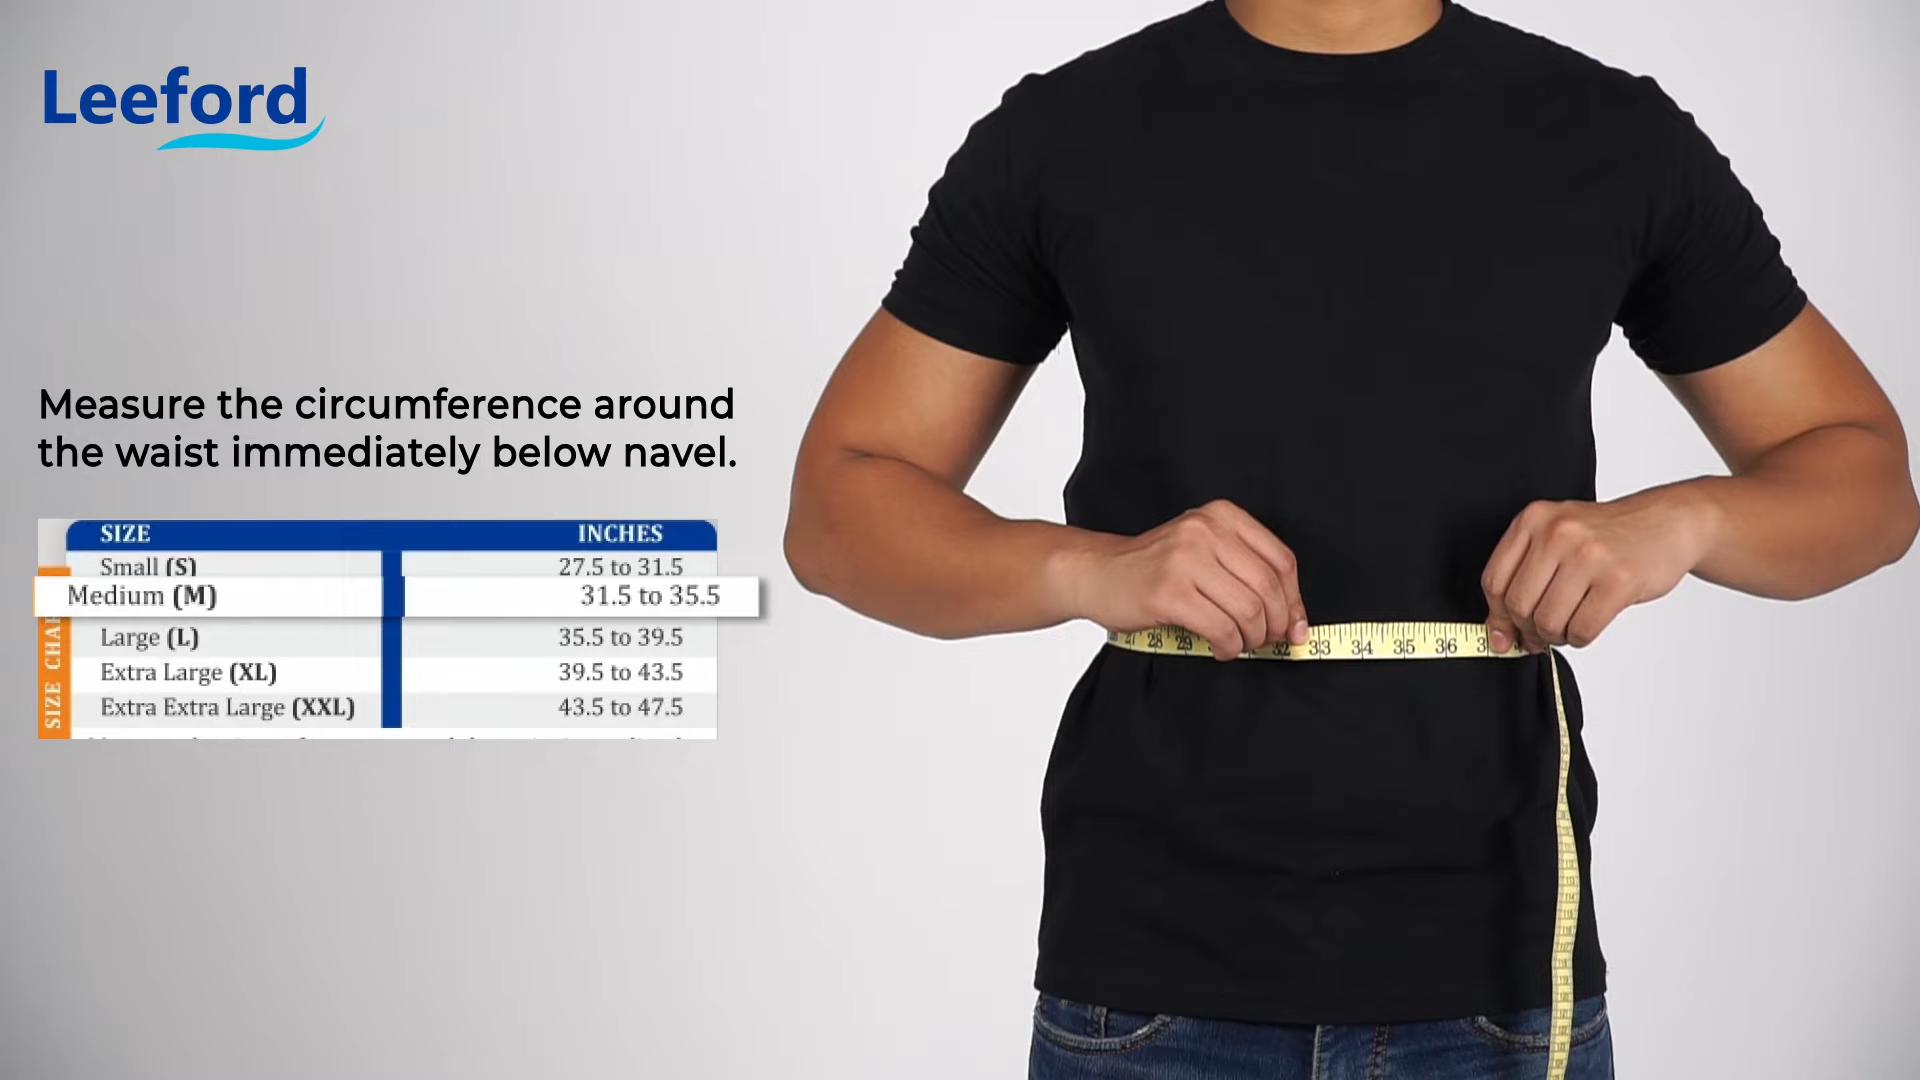 Leeford
Measure the circumference around
the waist immediately below navel.
SIZE INCHES
Small (S) 27.5 to 31.5
Medium (M) 31.5 to 35.5
Large (L) 35.5 to 39.5
Extra Large (XL) 39.5 to 43.5
Extra Extra Large (XXL) 43.5 to 47.5
SIZE
28 29 32 33 34 35 36